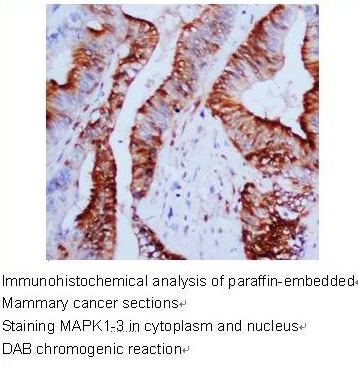 Immunohistochemical analysis of paraffin-embedded
Mammary cancer sections
Staining MAPK1-3 in cytoplasm and nucleus
DAB chromogenic reaction